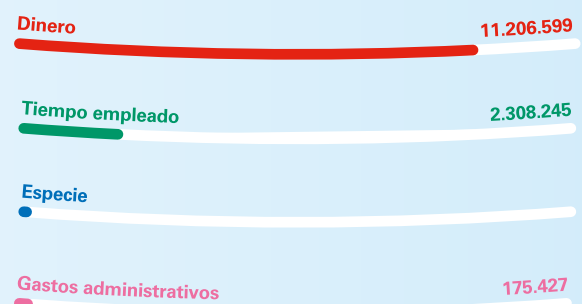 Dinero
11.206.599
Tiempo empleado
2.308.245
Especie
Gastos administrativos
175.427